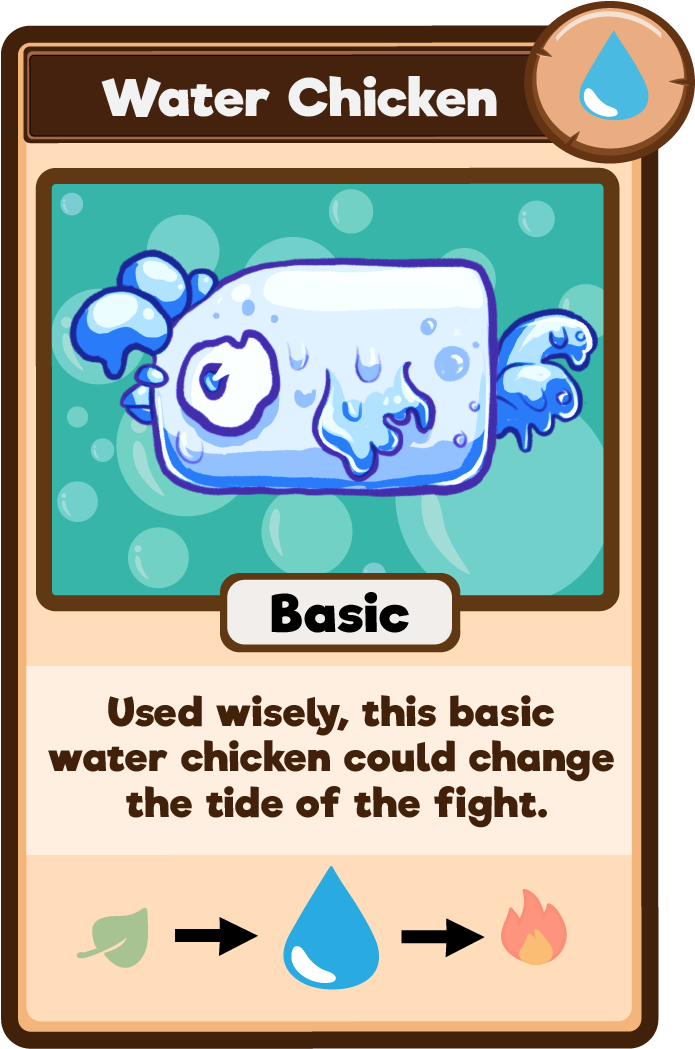 Water Chicken
Basic
Used wisely, this basic
water chicken could change
the tide of the fight.